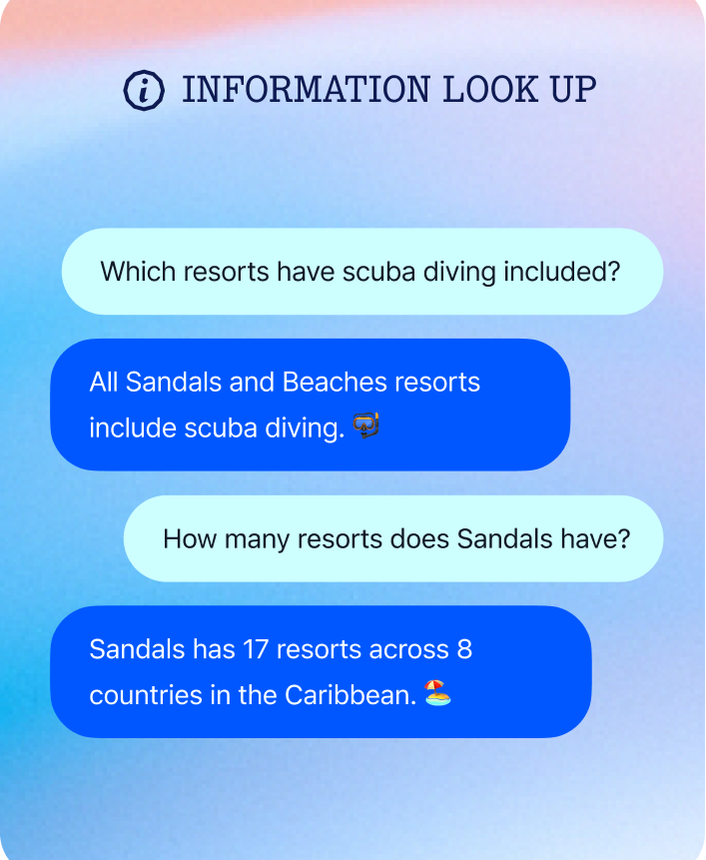 INFORMATION LOOK UP
Which resorts have scuba diving included?
All Sandals and Beaches resorts
include scuba diving. 🤿
How many resorts does Sandals have?
Sandals has 17 resorts across 8
countries in the Caribbean. 🏖️